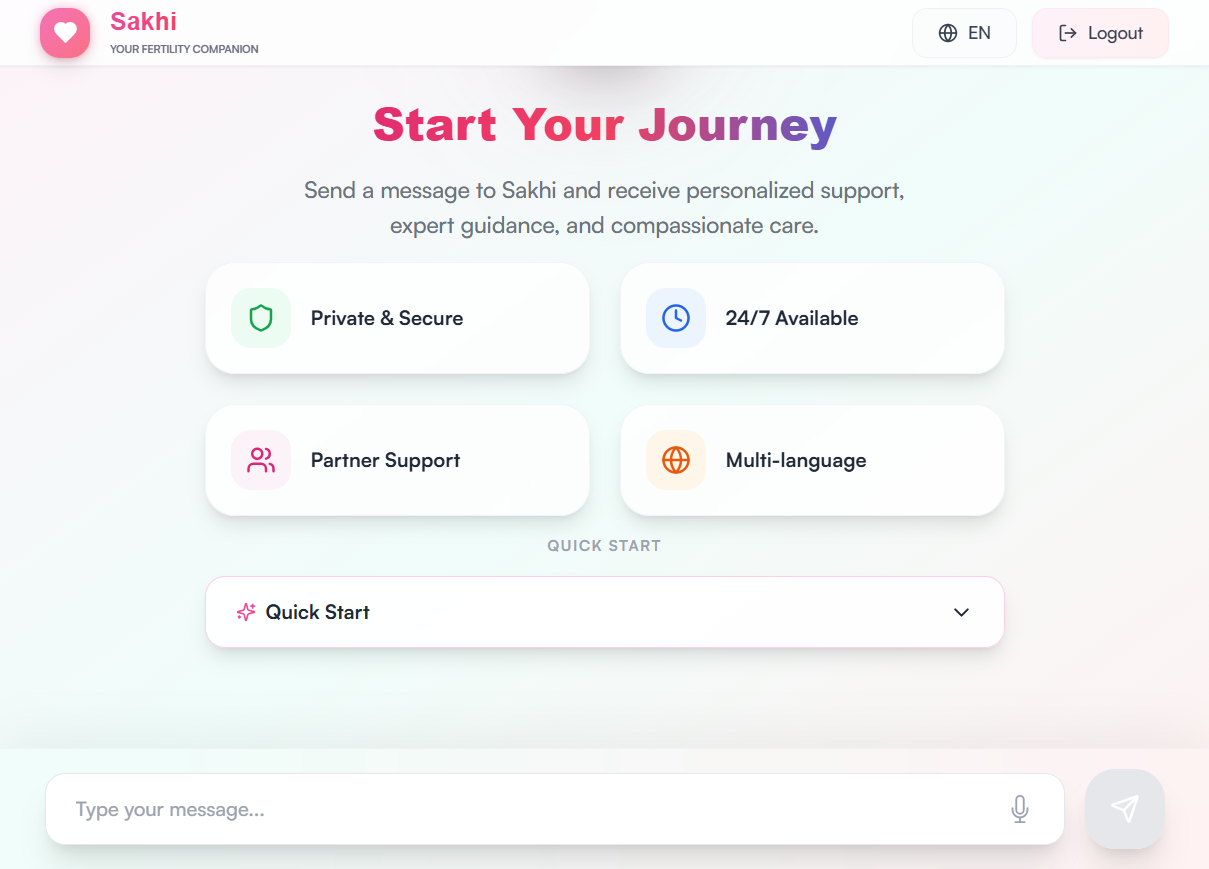 Sakhi
YOUR FERTILITY COMPANION
EN
Logout
Start Your Journey
Send a message to Sakhi and receive personalized support,
expert guidance, and compassionate care.
Private & Secure
24/7 Available
Partner Support
Multi-language
QUICK START
Quick Start
Type your message...